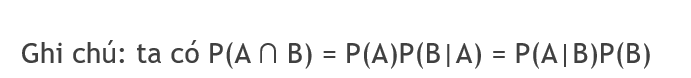 Ghi chú: ta có P(A ∩ B) = P(A)P(B|A) = P(A|B)P(B)